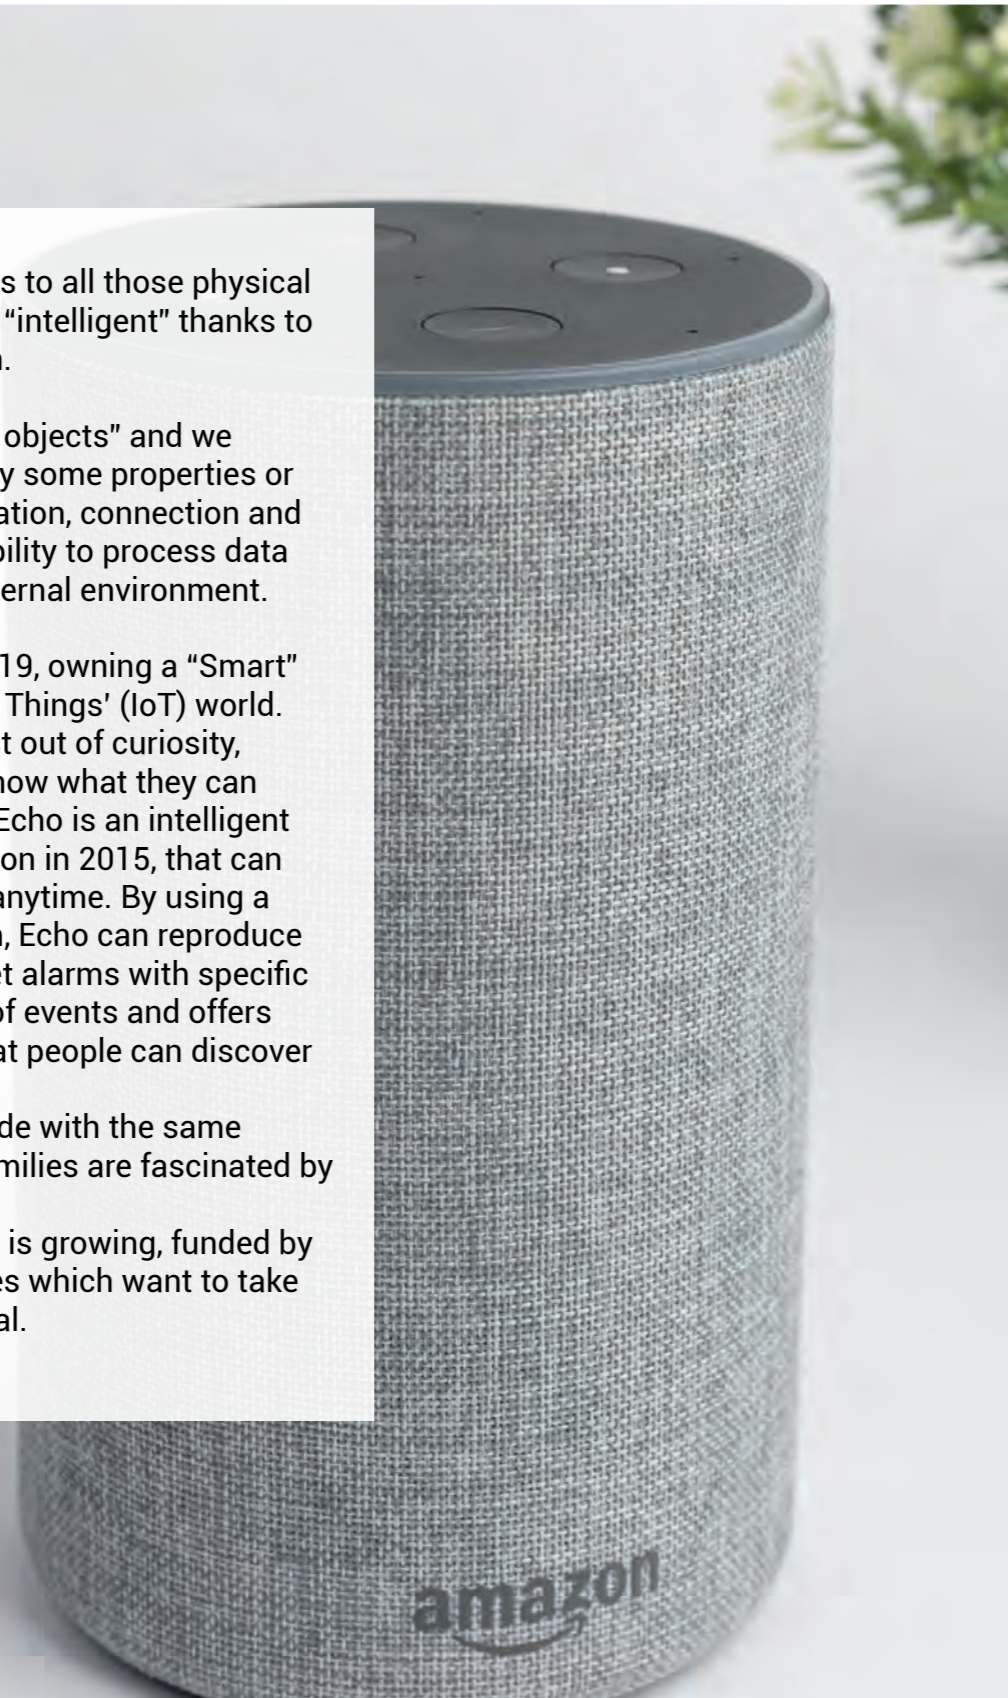 s to all those physical
“intelligent” thanks to
.
objects” and we
y some properties or
ation, connection and
bility to process data
ernal environment.
19, owning a “Smart”
Things’ (IoT) world.
t out of curiosity,
now what they can
Echo is an intelligent
on in 2015, that can
anytime. By using a
, Echo can reproduce
t alarms with specific
of events and offers
at people can discover
de with the same
milies are fascinated by
is growing, funded by
es which want to take
al.
amazon